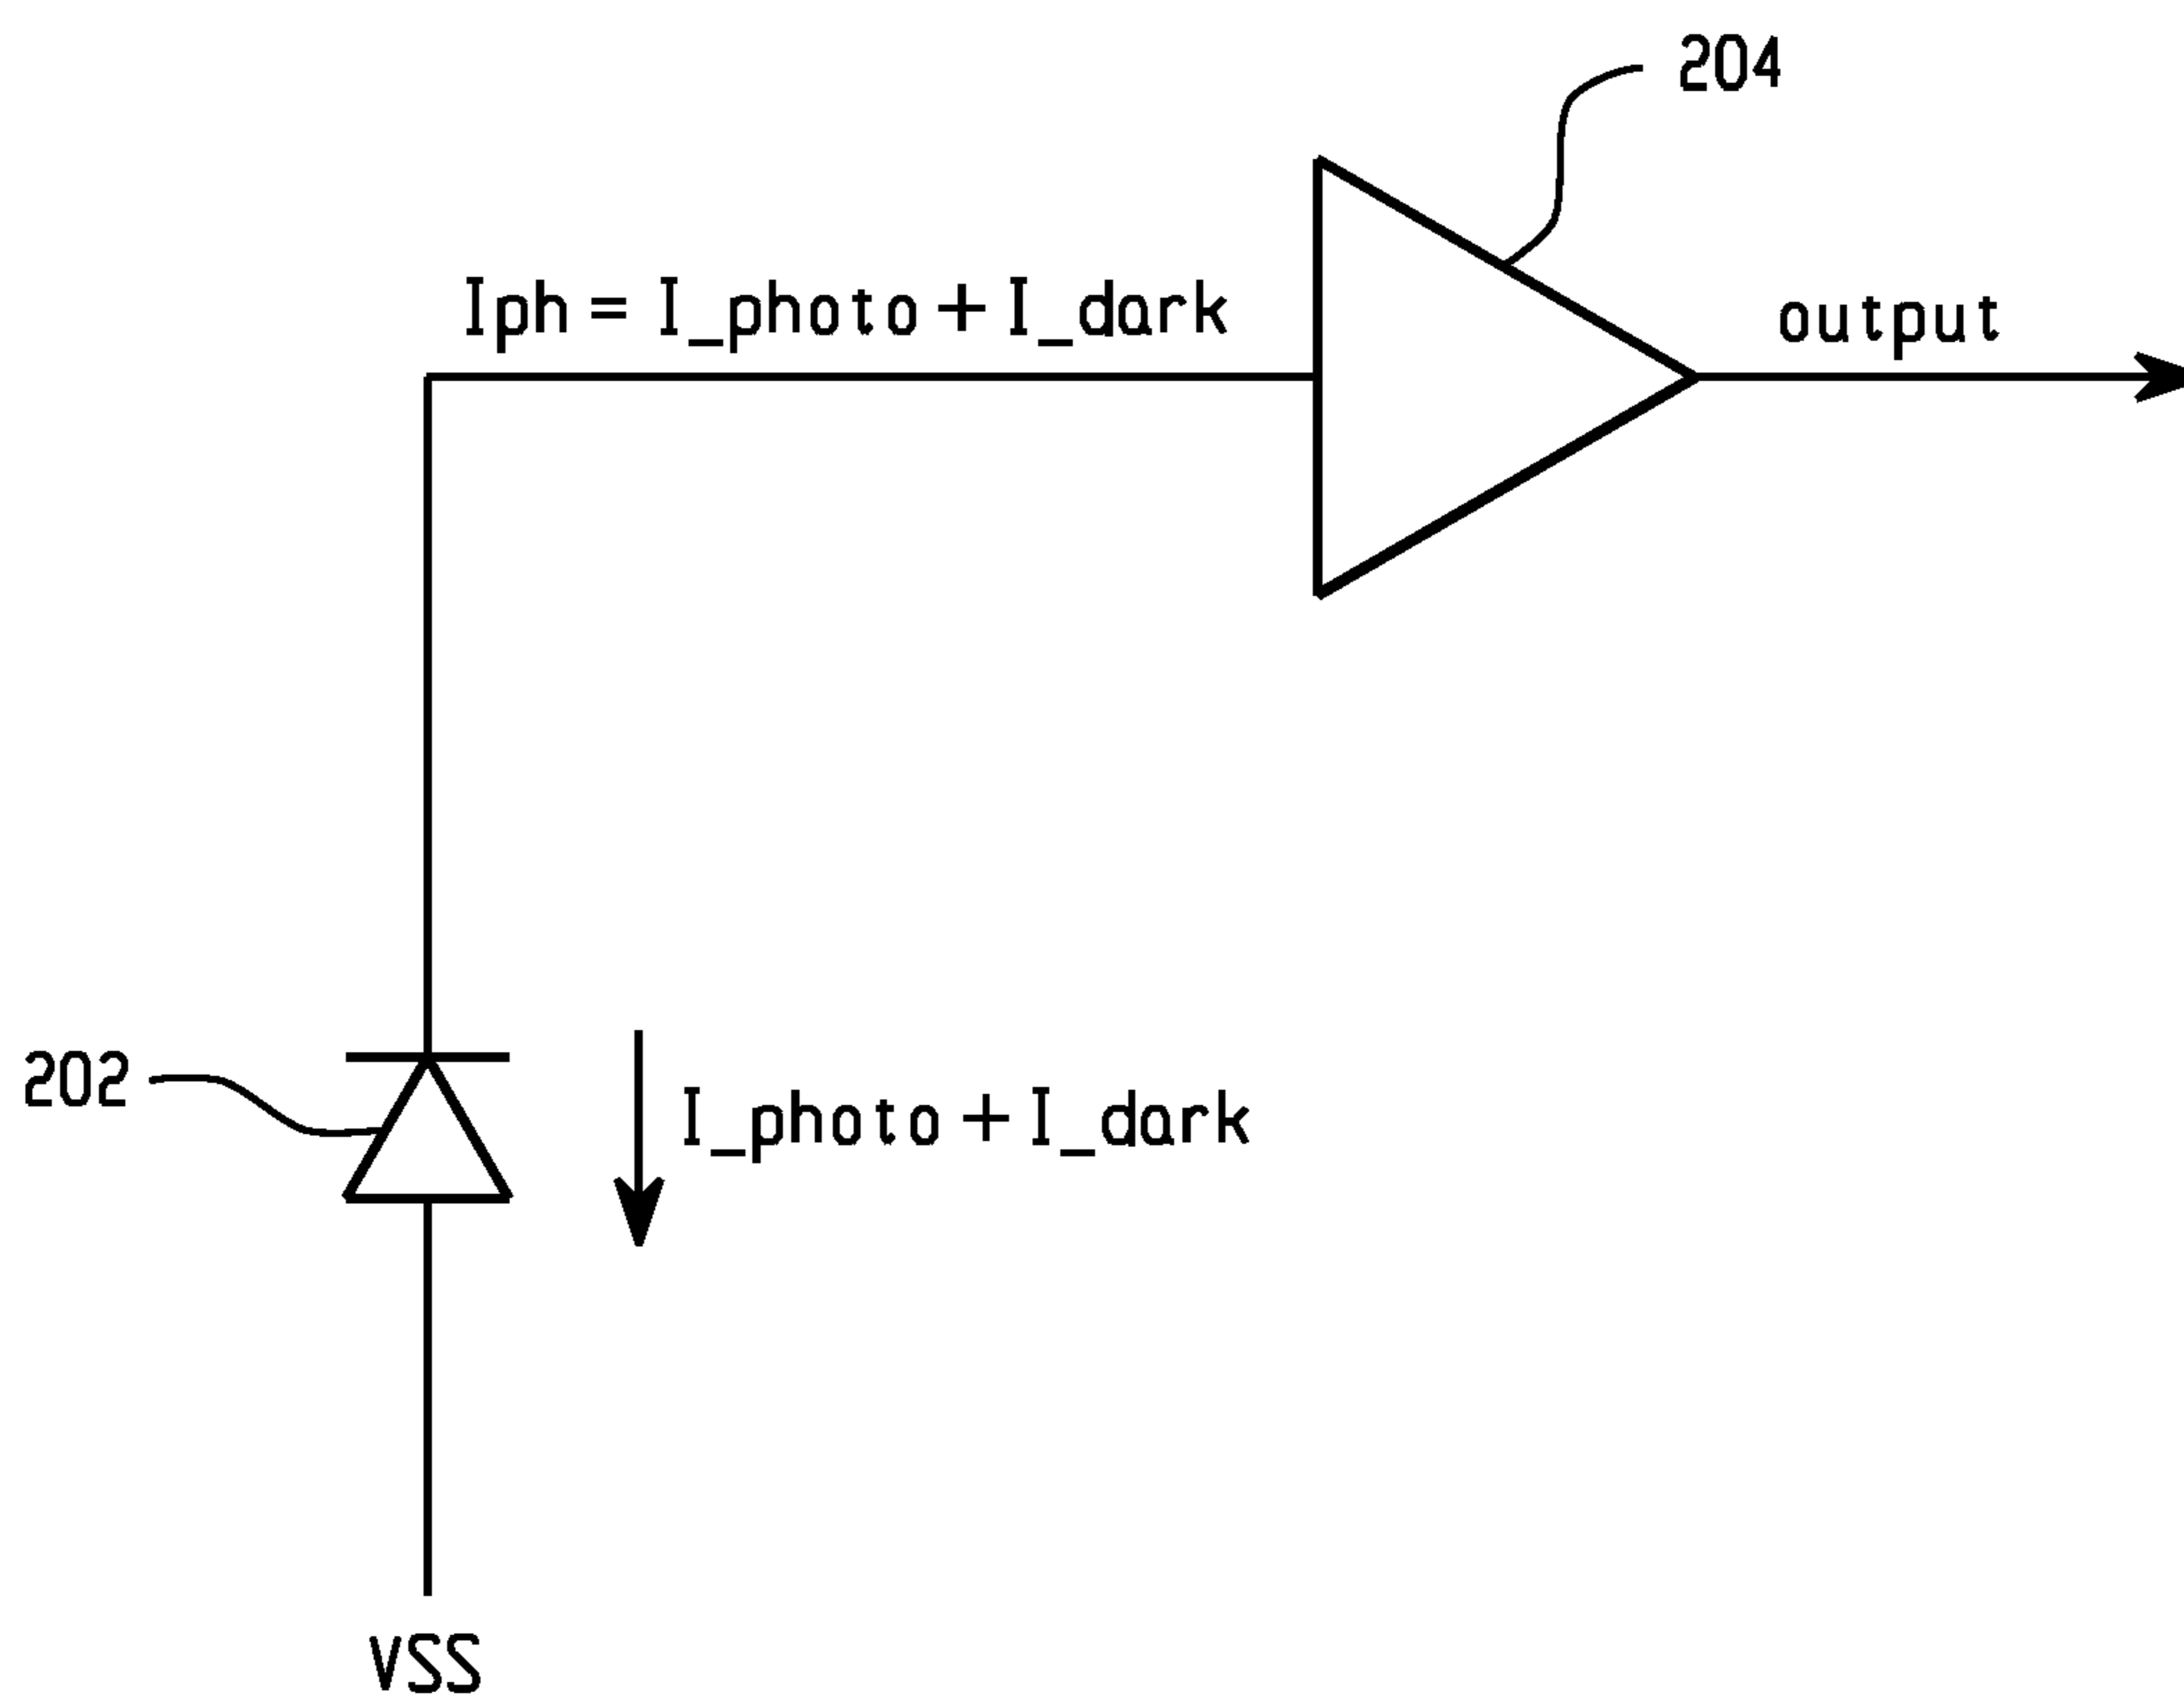 204
Iph = I_photo + I_dark
output
202
I_photo + I_dark
VSS